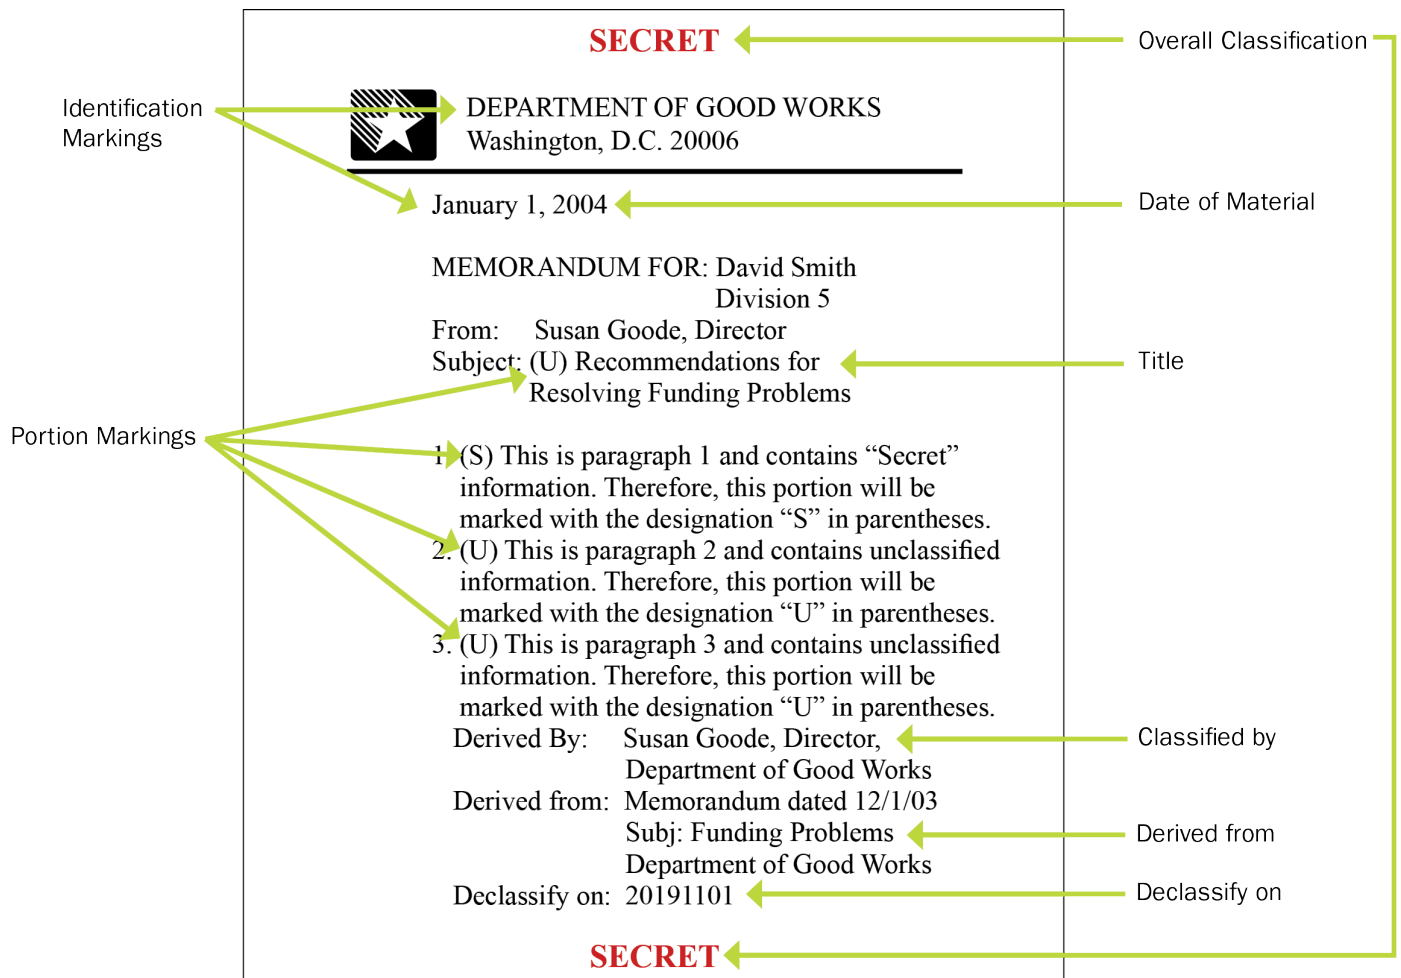 SECRET
Overall Classification
Identification
Markings
DEPARTMENT OF GOOD WORKS
Washington, D.C. 20006
January 1, 2004
Date of Material
MEMORANDUM FOR: David Smith
Division 5
From: Susan Goode, Director
Subject: (U) Recommendations for
Resolving Funding Problems
Title
Portion Markings
1. (S) This is paragraph 1 and contains “Secret”
information. Therefore, this portion will be
marked with the designation “S” in parentheses.
2. (U) This is paragraph 2 and contains unclassified
information. Therefore, this portion will be
marked with the designation “U” in parentheses.
3. (U) This is paragraph 3 and contains unclassified
information. Therefore, this portion will be
marked with the designation “U” in parentheses.
Derived By: Susan Goode, Director,
Department of Good Works
Classified by
Derived from: Memorandum dated 12/1/03
Subj: Funding Problems
Department of Good Works
Derived from
Declassify on: 20191101
Declassify on
SECRET